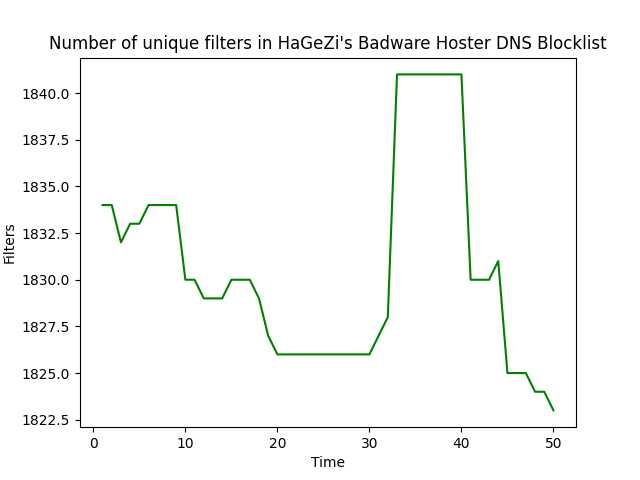 Number of unique filters in HaGeZi's Badware Hoster DNS Blocklist
Filters
1840.0
1837.5
1835.0
1832.5
1830.0
1827.5
1825.0
1822.5
0 10 20 30 40 50
Time